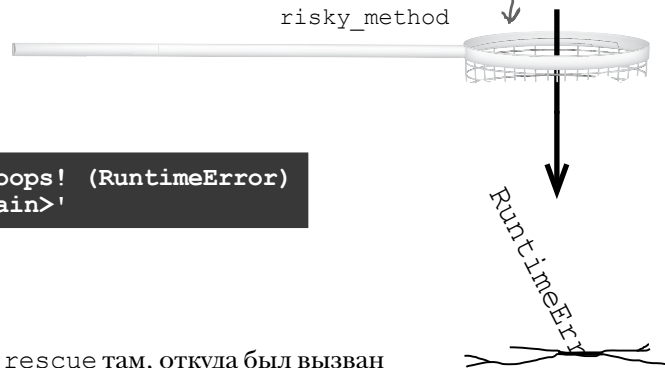 risky_method
oops! (RuntimeError)
ain>'
RuntimeErr
rescue там, откуда был вызван